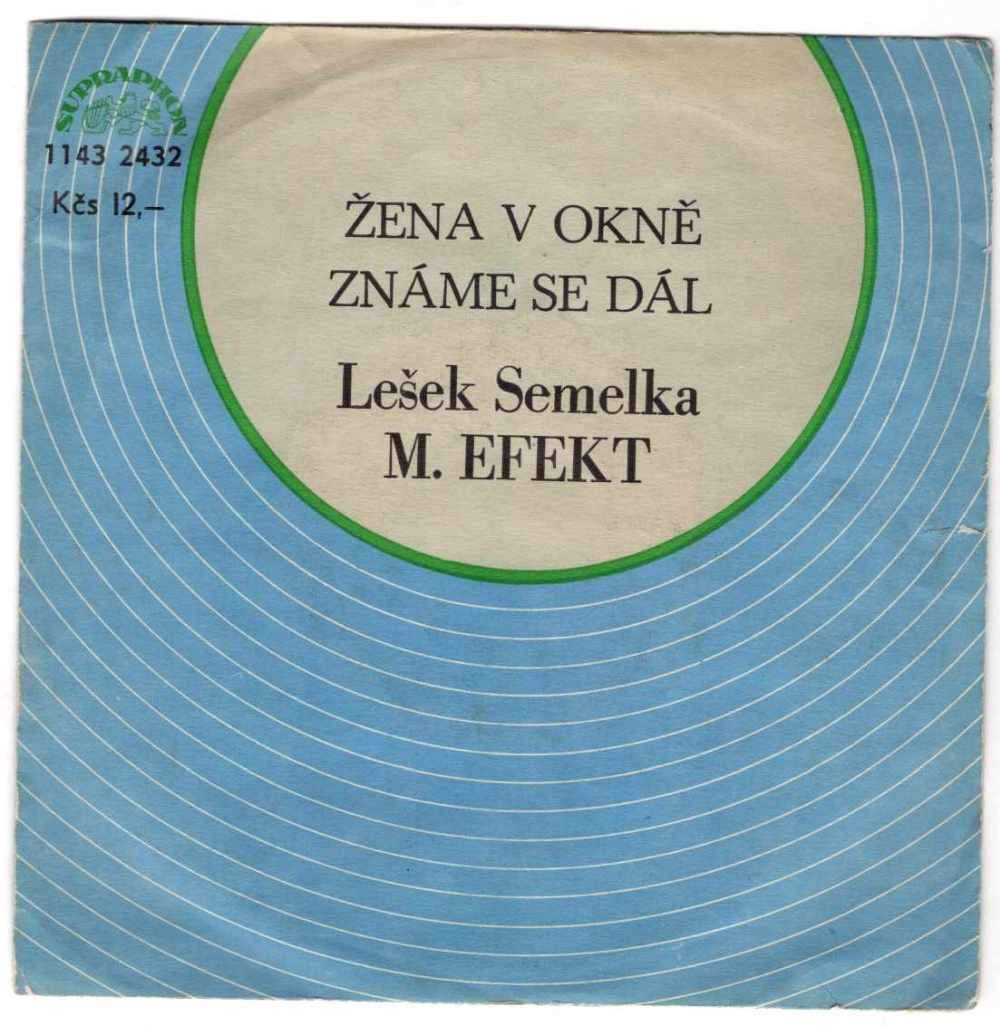 SUPRAPHON
1143 2432
Kčs 12,—
ŽENA V OKNĚ
ZNÁME SE DÁL
Lešek Semelka
M. EFEKT